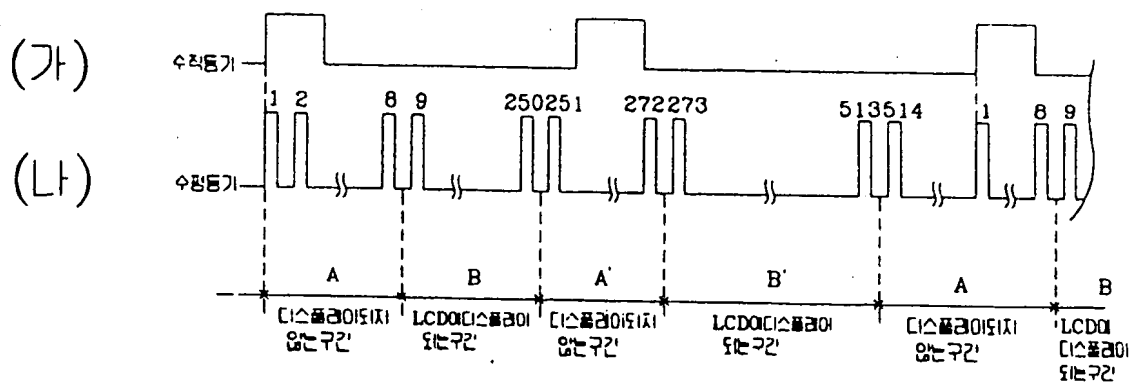 (가)
수직동기
1 2 8 9 250 251 272 273 513 514 1 8 9
(나)
수평동기
A B A' B' A B
디스플레이되지 않는구간
LCD에디스플레이 되는구간
디스플레이되지 않는구간
LCD에디스플레이 되는구간
디스플레이되지 않는구간
LCD에 디스플레이 되는구간